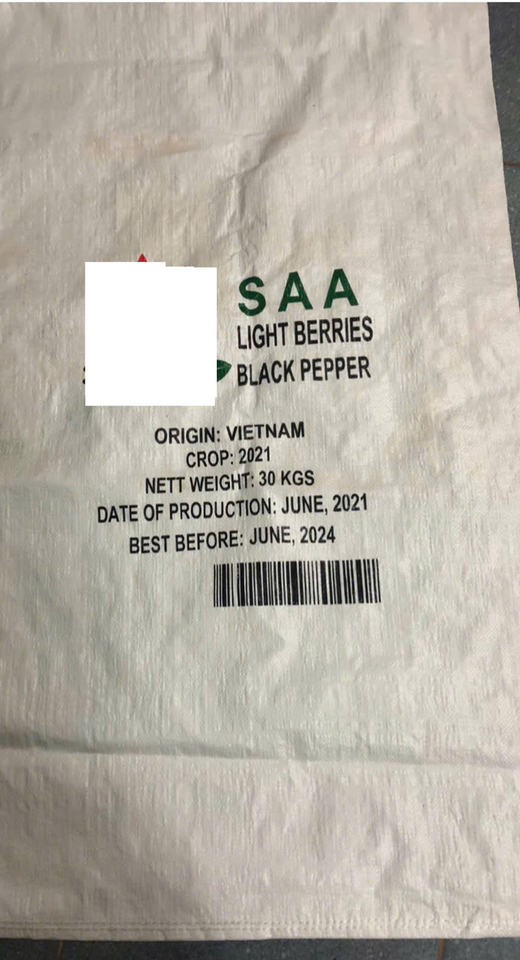 SAA
LIGHT BERRIES
BLACK PEPPER
ORIGIN: VIETNAM
CROP: 2021
NETT WEIGHT: 30 KGS
DATE OF PRODUCTION: JUNE, 2021
BEST BEFORE: JUNE, 2024